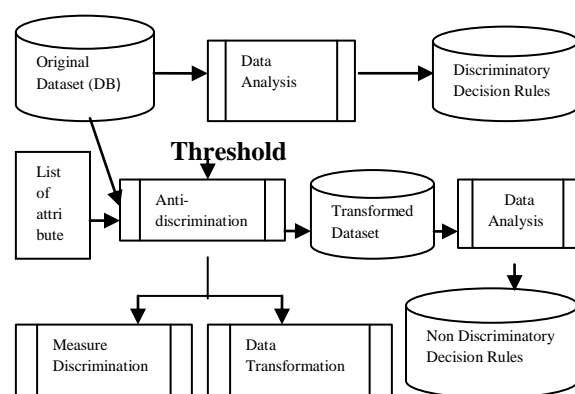 Original
Dataset (DB)
Data
Analysis
Discriminatory
Decision Rules
Threshold
List
of
attri
bute
Anti-
discrimination
Transformed
Dataset
Data
Analysis
Measure
Discrimination
Data
Transformation
Non Discriminatory
Decision Rules